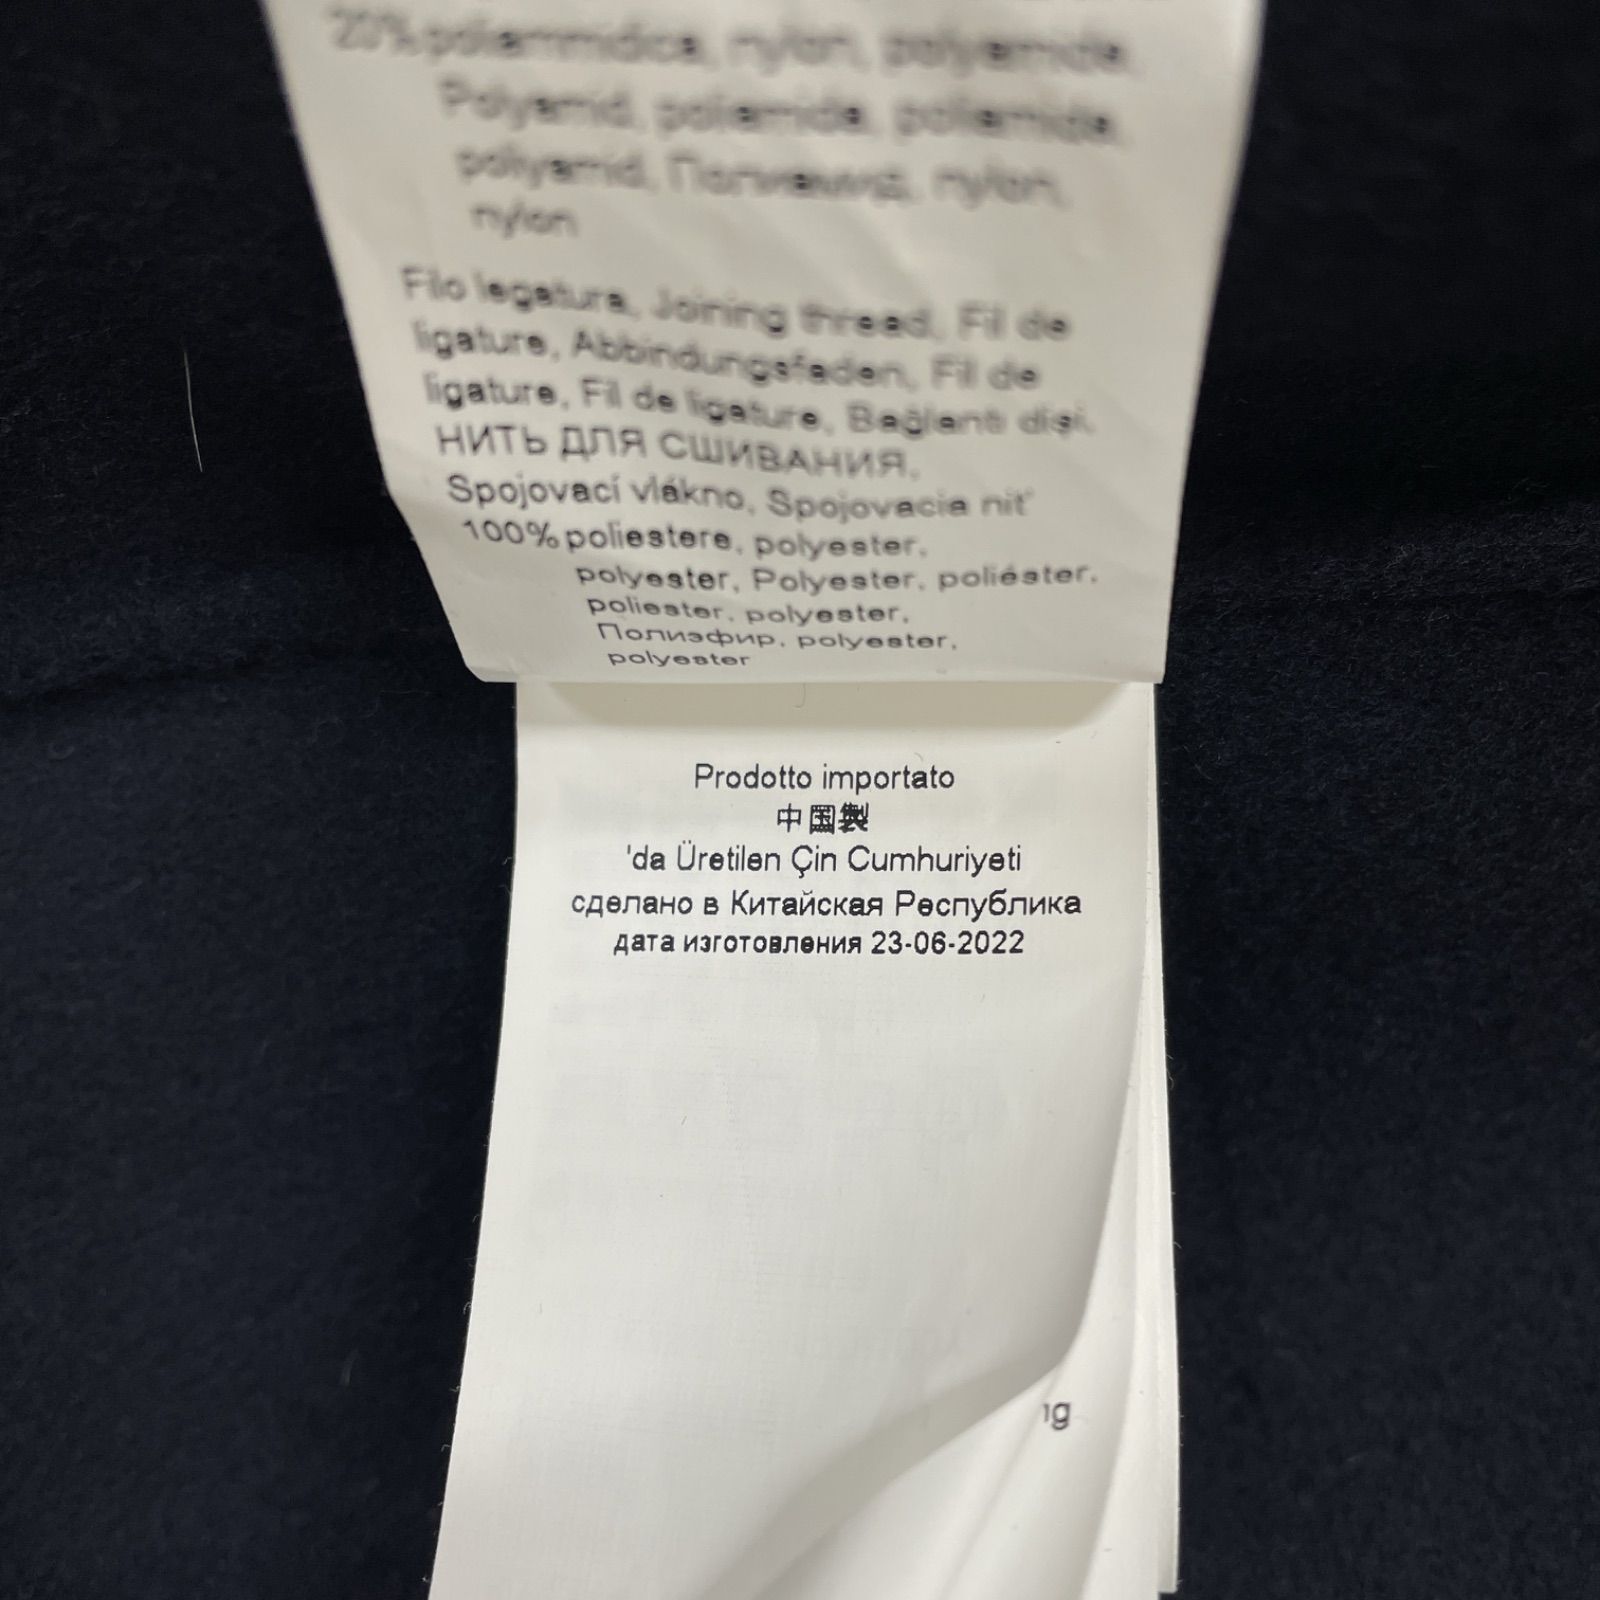 20% poliammidica, nylon, polyamide,
Polyamid, poliamida, poliamida,
polyamid, Полиамид, nylon,
nylon
Filo legatura, Joining thread, Fil de
ligature, Abbindungsfaden, Fil de
ligature, Fil de ligature, Bağlantı dişi,
НИТЬ ДЛЯ СШИВАНИЯ,
Spojovací vlákno, Spojovacia niť
100% poliestere, polyester,
polyester, Polyester, poliéster,
poliester, polyester,
Полиэфир, polyester,
polyester
Prodotto importato
中国製
'da Üretilen Çin Cumhuriyeti
сделано в Китайская Республика
дата изготовления 23-06-2022